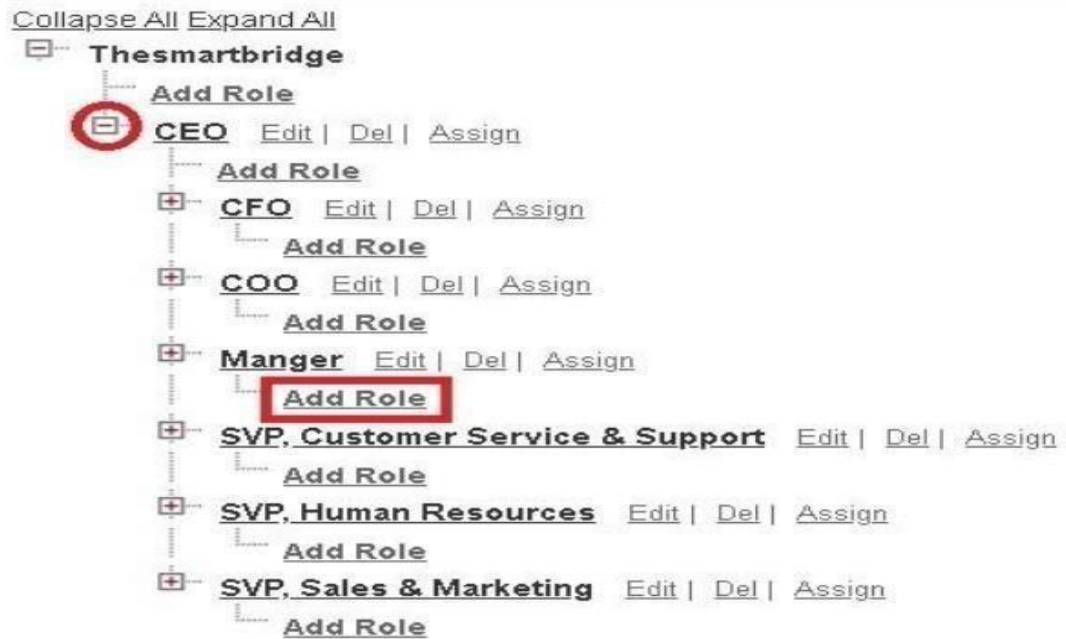 Collapse All Expand All
Thesmartbridge
Add Role
CEO Edit | Del | Assign
Add Role
CFO Edit | Del | Assign
Add Role
COO Edit | Del | Assign
Add Role
Manger Edit | Del | Assign
Add Role
SVP, Customer Service & Support Edit | Del | Assign
Add Role
SVP, Human Resources Edit | Del | Assign
Add Role
SVP, Sales & Marketing Edit | Del | Assign
Add Role